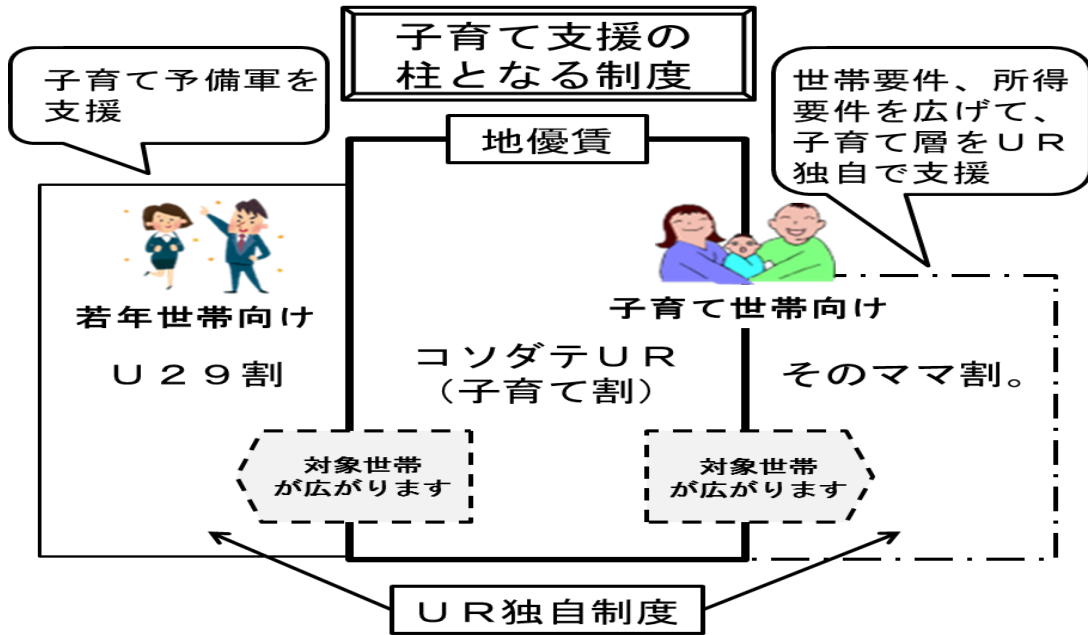 子育て支援の
柱となる制度
子育て予備軍を
支援
世帯要件、所得
要件を広げて、
子育て層をＵＲ
独自で支援
地優賃
若年世帯向け
Ｕ２９割
子育て世帯向け
コソダテＵＲ
（子育て割）
そのママ割。
対象世帯
が広がります
対象世帯
が広がります
ＵＲ独自制度